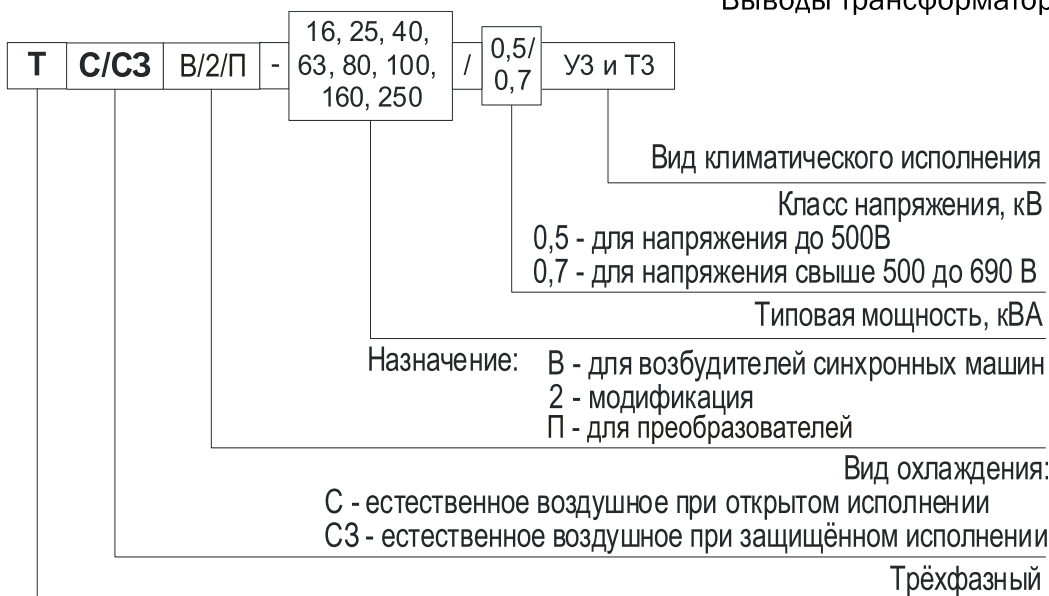 Выводы трансформатор
16, 25, 40,
63, 80, 100,
160, 250
0,5/
0,7
Т С/СЗ В/2/П - / У3 и Т3
Вид климатического исполнения
Класс напряжения, кВ
0,5 - для напряжения до 500В
0,7 - для напряжения свыше 500 до 690 В
Типовая мощность, кВА
Назначение: В - для возбудителей синхронных машин
2 - модификация
П - для преобразователей
Вид охлаждения:
С - естественное воздушное при открытом исполнении
СЗ - естественное воздушное при защищённом исполнении
Трёхфазный